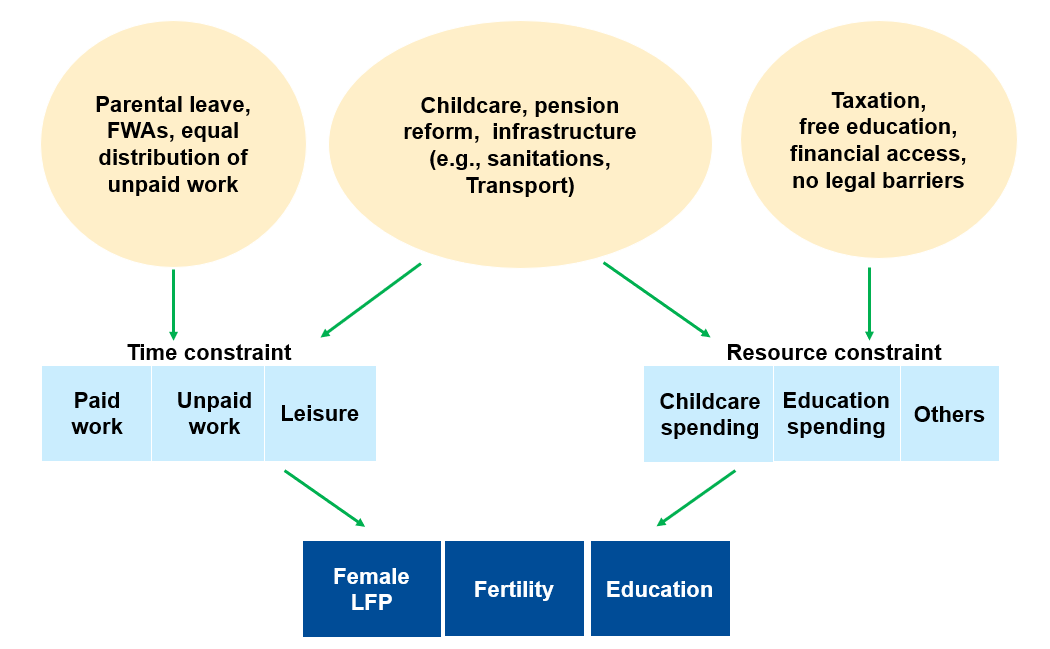 Parental leave,
FWAs, equal
distribution of
unpaid work
Childcare, pension
reform,  infrastructure
(e.g., sanitations,
Transport)
Taxation,
free education,
financial access,
no legal barriers
Time constraint
Paid
work
Unpaid
work
Leisure
Resource constraint
Childcare
spending
Education
spending
Others
Female
LFP
Fertility
Education